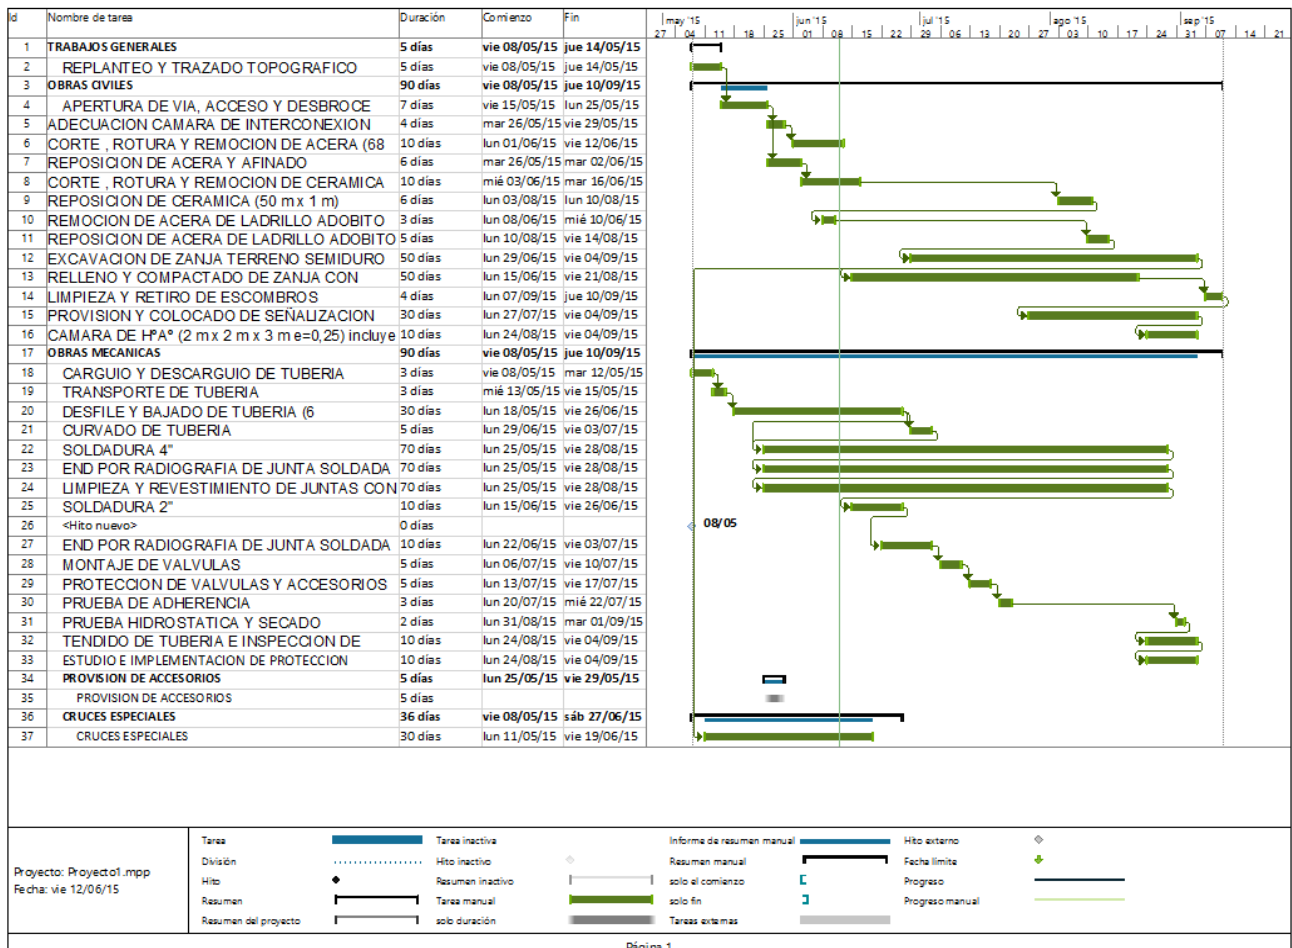 Id Nombre de tarea Duración Comienzo Fin
may '15 jun '15 jul '15 ago '15 sep '15
27 04 11 18 25 01 08 15 22 29 06 13 20 27 03 10 17 24 31 07 14 21
1 TRABAJOS GENERALES 5 días vie 08/05/15 jue 14/05/15
2 REPLANTEO Y TRAZADO TOPOGRAFICO 5 días vie 08/05/15 jue 14/05/15
3 OBRAS CIVILES 90 días vie 08/05/15 jue 10/09/15
4 APERTURA DE VIA, ACCESO Y DESBROCE 7 días vie 15/05/15 lun 25/05/15
5 ADECUACION CAMARA DE INTERCONEXION 4 días mar 26/05/15 vie 29/05/15
6 CORTE , ROTURA Y REMOCION DE ACERA (68 10 días lun 01/06/15 vie 12/06/15
7 REPOSICION DE ACERA Y AFINADO 6 días mar 26/05/15 mar 02/06/15
8 CORTE , ROTURA Y REMOCION DE CERAMICA 10 días mié 03/06/15 mar 16/06/15
9 REPOSICION DE CERAMICA (50 m x 1 m) 6 días lun 03/08/15 lun 10/08/15
10 REMOCION DE ACERA DE LADRILLO ADOBITO 3 días lun 08/06/15 mié 10/06/15
11 REPOSICION DE ACERA DE LADRILLO ADOBITO 5 días lun 10/08/15 vie 14/08/15
12 EXCAVACION DE ZANJA TERRENO SEMIDURO 50 días lun 29/06/15 vie 04/09/15
13 RELLENO Y COMPACTADO DE ZANJA CON 50 días lun 15/06/15 vie 21/08/15
14 LIMPIEZA Y RETIRO DE ESCOMBROS 4 días lun 07/09/15 jue 10/09/15
15 PROVISION Y COLOCADO DE SEÑALIZACION 30 días lun 27/07/15 vie 04/09/15
16 CAMARA DE HºAº (2 m x 2 m x 3 m e=0,25) incluye 10 días lun 24/08/15 vie 04/09/15
17 OBRAS MECANICAS 90 días vie 08/05/15 jue 10/09/15
18 CARGUIO Y DESCARGUIO DE TUBERIA 3 días vie 08/05/15 mar 12/05/15
19 TRANSPORTE DE TUBERIA 3 días mié 13/05/15 vie 15/05/15
20 DESFILE Y BAJADO DE TUBERIA (6 30 días lun 18/05/15 vie 26/06/15
21 CURVADO DE TUBERIA 5 días lun 29/06/15 vie 03/07/15
22 SOLDADURA 4" 70 días lun 25/05/15 vie 28/08/15
23 END POR RADIOGRAFIA DE JUNTA SOLDADA 70 días lun 25/05/15 vie 28/08/15
24 LIMPIEZA Y REVESTIMIENTO DE JUNTAS CON 70 días lun 25/05/15 vie 28/08/15
25 SOLDADURA 2" 10 días lun 15/06/15 vie 26/06/15
26 <Hito nuevo> 0 días 08/05
27 END POR RADIOGRAFIA DE JUNTA SOLDADA 10 días lun 22/06/15 vie 03/07/15
28 MONTAJE DE VALVULAS 5 días lun 06/07/15 vie 10/07/15
29 PROTECCION DE VALVULAS Y ACCESORIOS 5 días lun 13/07/15 vie 17/07/15
30 PRUEBA DE ADHERENCIA 3 días lun 20/07/15 mié 22/07/15
31 PRUEBA HIDROSTATICA Y SECADO 2 días lun 31/08/15 mar 01/09/15
32 TENDIDO DE TUBERIA E INSPECCION DE 10 días lun 24/08/15 vie 04/09/15
33 ESTUDIO E IMPLEMENTACION DE PROTECCION 10 días lun 24/08/15 vie 04/09/15
34 PROVISION DE ACCESORIOS 5 días lun 25/05/15 vie 29/05/15
35 PROVISION DE ACCESORIOS 5 días
36 CRUCES ESPECIALES 36 días vie 08/05/15 sáb 27/06/15
37 CRUCES ESPECIALES 30 días lun 11/05/15 vie 19/06/15
Proyecto: Proyecto1.mpp
Fecha: vie 12/06/15
Tarea Tarea inactiva Informe de resumen manual Hito externo
División Hito inactivo Resumen manual Fecha límite
Hito Resumen inactivo solo el comienzo Progreso
Resumen Tarea manual solo fin Progreso manual
Resumen del proyecto solo duración Tareas externas
Página 1